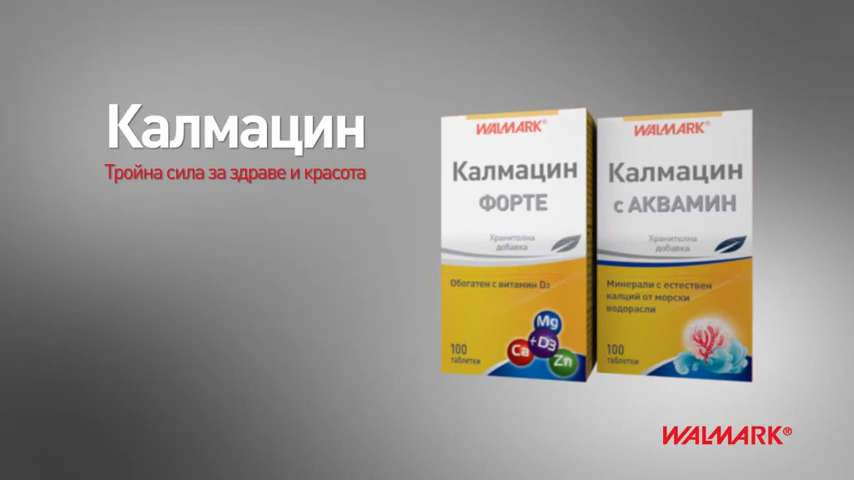 Калмацин
Тройна сила за здраве и красота
WALMARK®
Калмацин
ФОРТЕ
Хранителна
добавка
Обогатен с витамин D3
Mg
+D3
Ca
Zn
100
таблетки
WALMARK®
Калмацин
с АКВАМИН
Хранителна
добавка
Минерали с естествен
калций от морски
водорасли
100
таблетки
WALMARK®